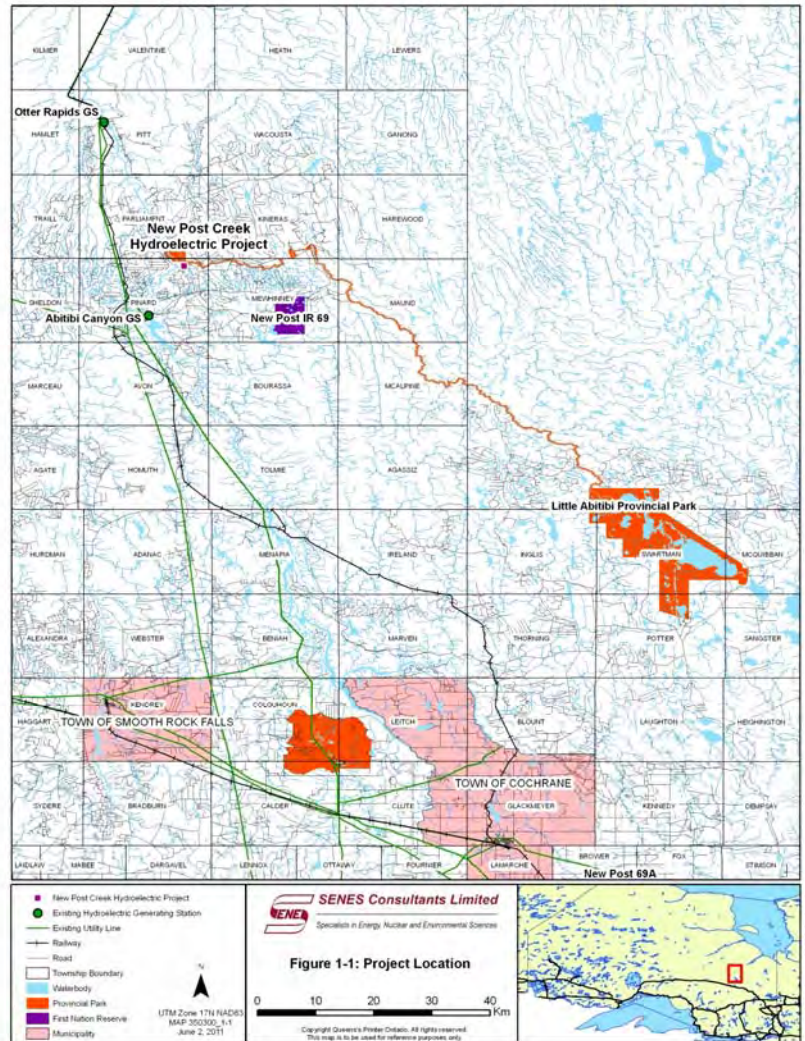 KILMER VALENTINE HEATH LEWERS
Otter Rapids GS
HAMLET PITT WACOUSTA GANONG
TRAILL PARLIAMENT KINERAS HAREWOOD
New Post Creek
Hydroelectric Project
SHELDON PINARD MEWHINNEY MAUND
Abitibi Canyon GS New Post IR 69
MARCEAU AVON BOURASSA MCALPINE
AGATE HOMUTH TOLMIE AGASSIZ
Little Abitibi Provincial Park
HURDMAN ADANAC MENAPIA IRELAND INGLIS SWARTMAN MCQUIBBAN
ALEXANDRA WEBSTER BENIAH MARVEN THORNING POTTER SANGSTER
KENDREY COLQUHOUN LEITCH
HAGGART TOWN OF SMOOTH ROCK FALLS BLOUNT LAUGHTON HEIGHINGTON
TOWN OF COCHRANE
SYDERE BRADBURN CALDER CLUTE GLACKMEYER KENNEDY DEMPSAY
LAIDLAW MABEE DARGAVEL LENNOX OTTAWAY FOURNIER LAMARCHE BROWER FOX STIMSON
New Post 69A
New Post Creek Hydroelectric Project
Existing Hydroelectric Generating Station
Existing Utility Line
Railway
Road
Township Boundary
Waterbody
Provincial Park
First Nation Reserve
Municipality
N
UTM Zone 17N NAD83
MAP 350300_1-1
June 2, 2011
SENES
SENES Consultants Limited
Specialists in Energy, Nuclear and Environmental Sciences
Figure 1-1: Project Location
0 10 20 30 40
Km
Copyright Queen's Printer Ontario. All rights reserved.
This map is to be used for reference purposes only.